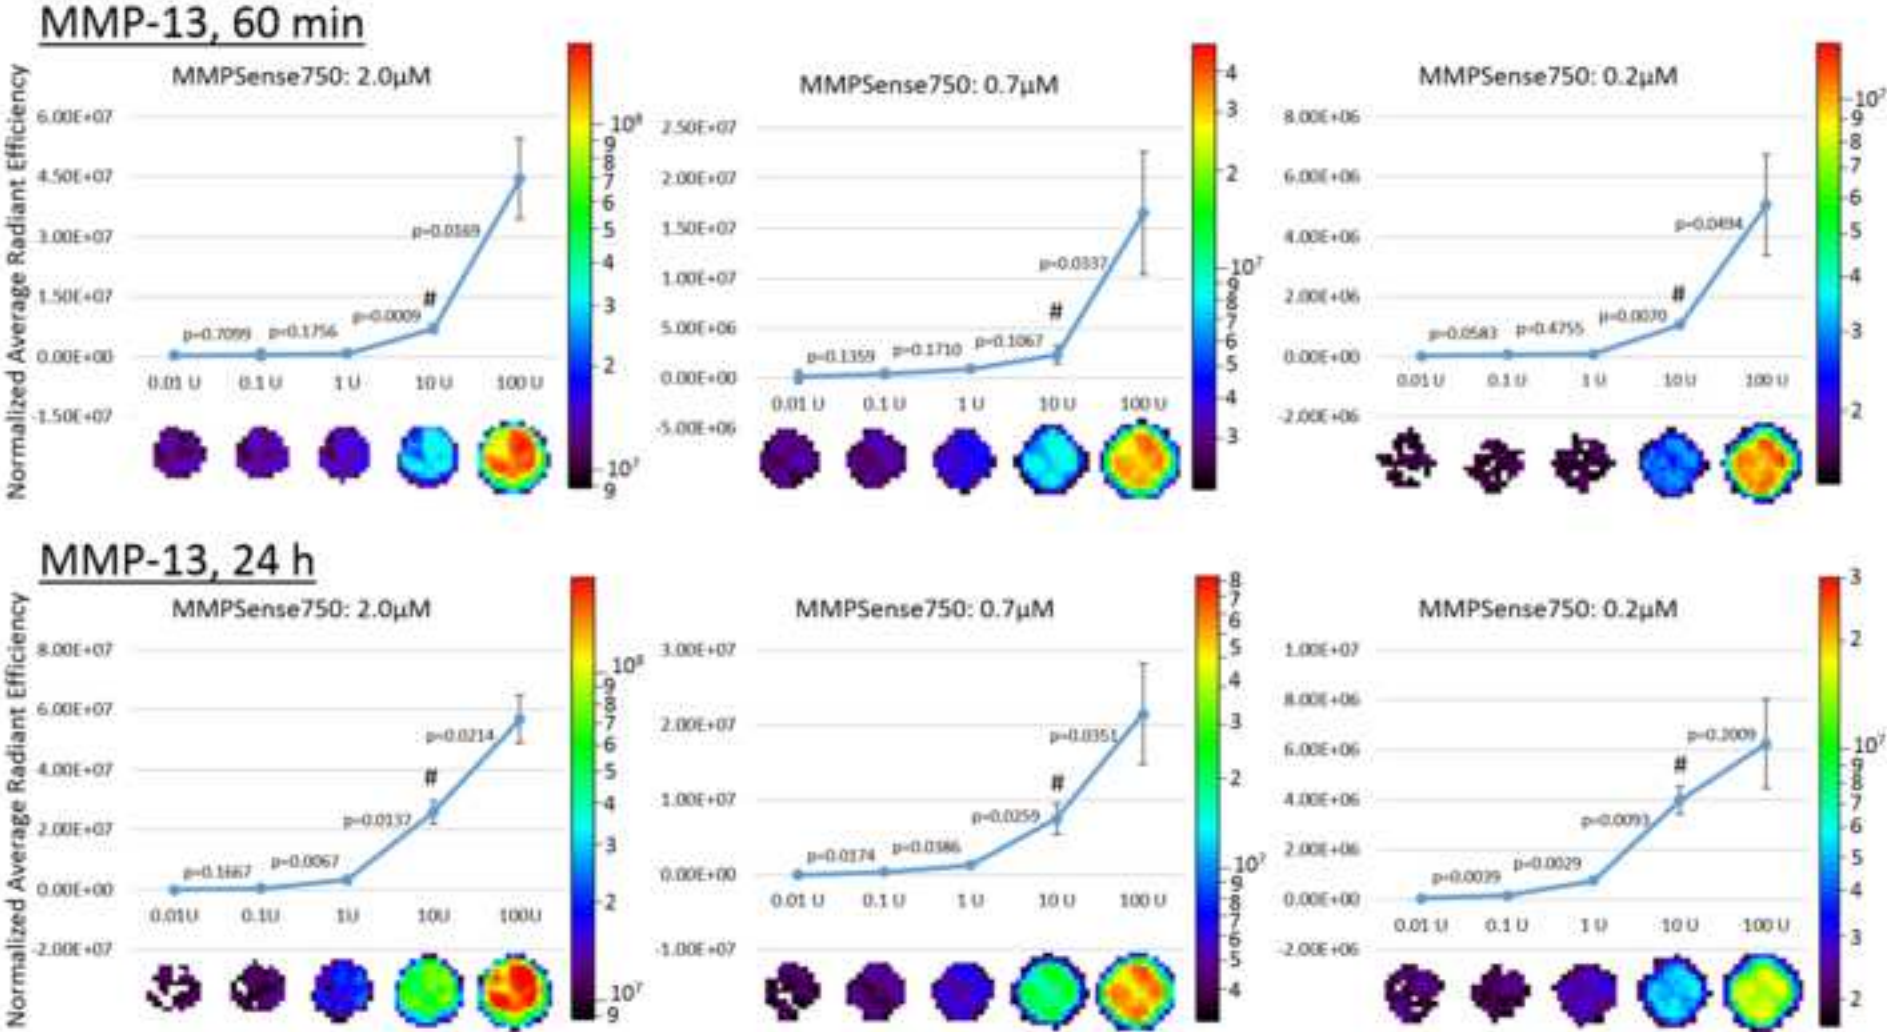 MMP-13, 60 min
Normalized Average Radiant Efficiency
MMPSense750: 2.0µM
6.00E+07
4.50E+07
3.00E+07
1.50E+07
0.00E+00
-1.50E+07
p=0.7099
p=0.1756
p=0.0009
#
p=0.0169
0.01 U
0.1 U
1 U
10 U
100 U
10⁸
9
8
7
6
5
4
3
2
10⁷
9
MMPSense750: 0.7µM
2.50E+07
2.00E+07
1.50E+07
1.00E+07
5.00E+06
0.00E+00
-5.00E+06
p=0.1359
p=0.1710
p=0.1067
#
p=0.0337
0.01 U
0.1 U
1 U
10 U
100 U
4
3
2
10⁷
9
8
7
6
5
4
3
MMPSense750: 0.2µM
8.00E+06
6.00E+06
4.00E+06
2.00E+06
0.00E+00
-2.00E+06
p=0.0583
p=0.4755
p=0.0070
#
p=0.0494
0.01 U
0.1 U
1 U
10 U
100 U
10⁷
9
8
7
6
5
4
3
2
MMP-13, 24 h
Normalized Average Radiant Efficiency
MMPSense750: 2.0µM
8.00E+07
6.00E+07
4.00E+07
2.00E+07
0.00E+00
-2.00E+07
p=0.1667
p=0.0067
p=0.0137
#
p=0.0214
0.01U
0.1U
1U
10U
100U
10⁸
9
8
7
6
5
4
3
2
10⁷
9
MMPSense750: 0.7µM
3.00E+07
2.00E+07
1.00E+07
0.00E+00
-1.00E+07
p=0.0174
p=0.0386
p=0.0259
#
p=0.0351
0.01 U
0.1 U
1 U
10 U
100 U
8
7
6
5
4
3
2
10⁷
9
8
7
6
5
4
MMPSense750: 0.2µM
1.00E+07
8.00E+06
6.00E+06
4.00E+06
2.00E+06
0.00E+00
-2.00E+06
p=0.0039
p=0.0029
p=0.0093
#
p=0.2009
0.01 U
0.1 U
1 U
10 U
100 U
3
2
10⁷
9
8
7
6
5
4
3
2